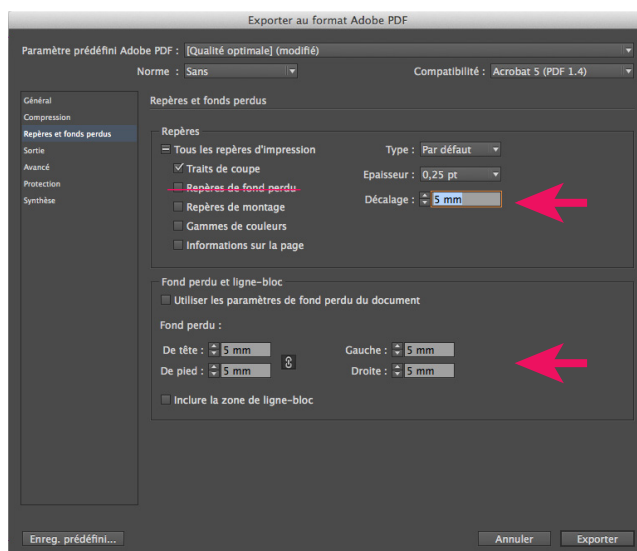 Exporter au format Adobe PDF
Paramètre prédéfini Adobe PDF : [Qualité optimale] (modifié)
Norme : Sans Compatibilité : Acrobat 5 (PDF 1.4)
Général
Compression
Repères et fonds perdus
Sortie
Avancé
Protection
Synthèse
Repères et fonds perdus
Repères
Tous les repères d'impression Type : Par défaut
Traits de coupe Epaisseur : 0,25 pt
Repères de fond perdu
Décalage : 5 mm
Repères de montage
Gammes de couleurs
Informations sur la page
Fond perdu et ligne-bloc
Utiliser les paramètres de fond perdu du document
Fond perdu :
De tête : 5 mm Gauche : 5 mm
De pied : 5 mm Droite : 5 mm
Inclure la zone de ligne-bloc
Enreg. prédéfini... Annuler Exporter